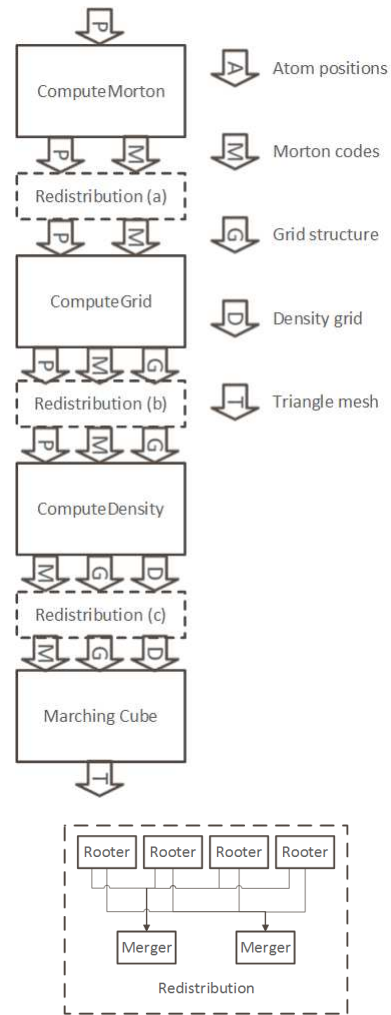 P
ComputeMorton
A Atom positions
P M
M Morton codes
Redistribution (a)
P M
G Grid structure
ComputeGrid
D Density grid
P M G
Redistribution (b)
T Triangle mesh
P M G
ComputeDensity
M G D
Redistribution (c)
M G D
Marching Cube
T
Rooter Rooter Rooter Rooter
Merger Merger
Redistribution